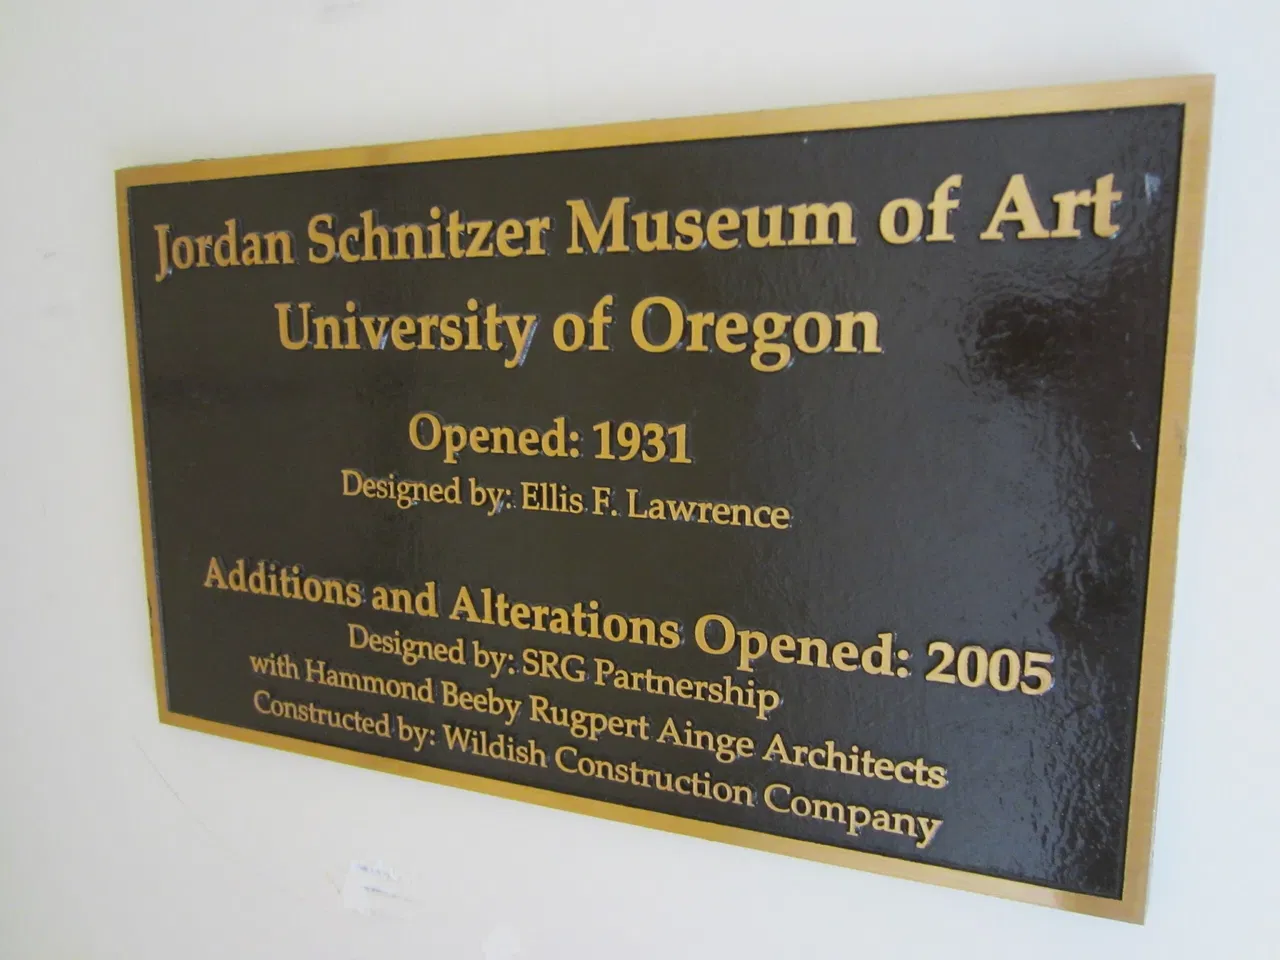 Jordan Schnitzer Museum of Art
University of Oregon
Opened: 1931
Designed by: Ellis F. Lawrence
Additions and Alterations Opened: 2005
Designed by: SRG Partnership
with Hammond Beeby Rugpert Ainge Architects
Constructed by: Wildish Construction Company